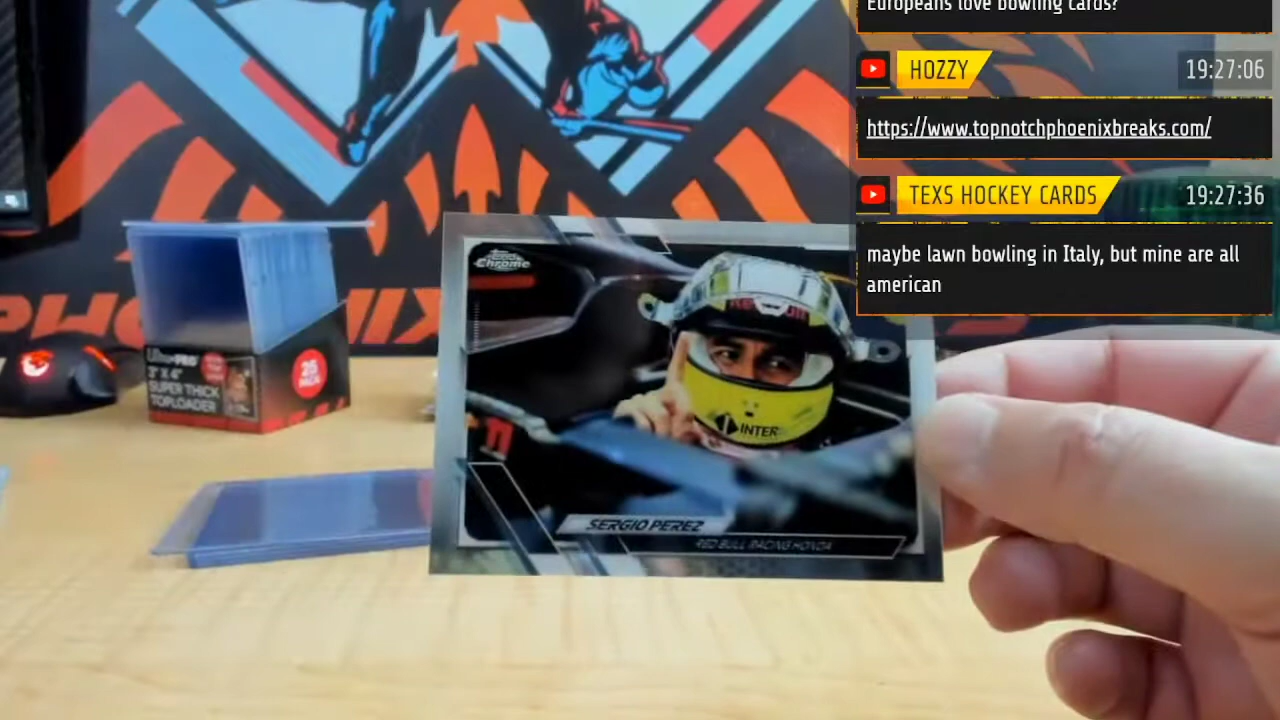 Europeans love bowling cards?
HOZZY
19:27:06
https://www.topnotchphoenixbreaks.com/
TEXS HOCKEY CARDS
19:27:36
maybe lawn bowling in Italy, but mine are all
american
Topps
Chrome
Red Bull
INTER
11
SERGIO PEREZ
RED BULL RACING HONDA
Ultra•PRO
3" X 4"
SUPER THICK
TOPLOADER
25
PACK